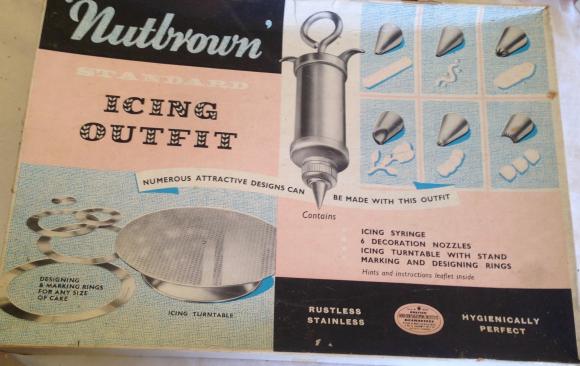 'Nutbrown'
STANDARD
ICING
OUTFIT
NUMEROUS ATTRACTIVE DESIGNS CAN BE MADE WITH THIS OUTFIT
Contains
ICING SYRINGE
6 DECORATION NOZZLES
ICING TURNTABLE WITH STAND
MARKING AND DESIGNING RINGS
Hints and instructions leaflet inside
DESIGNING
& MARKING RINGS
FOR ANY SIZE
OF CAKE
ICING TURNTABLE
RUSTLESS
STAINLESS
HYGIENICALLY
PERFECT